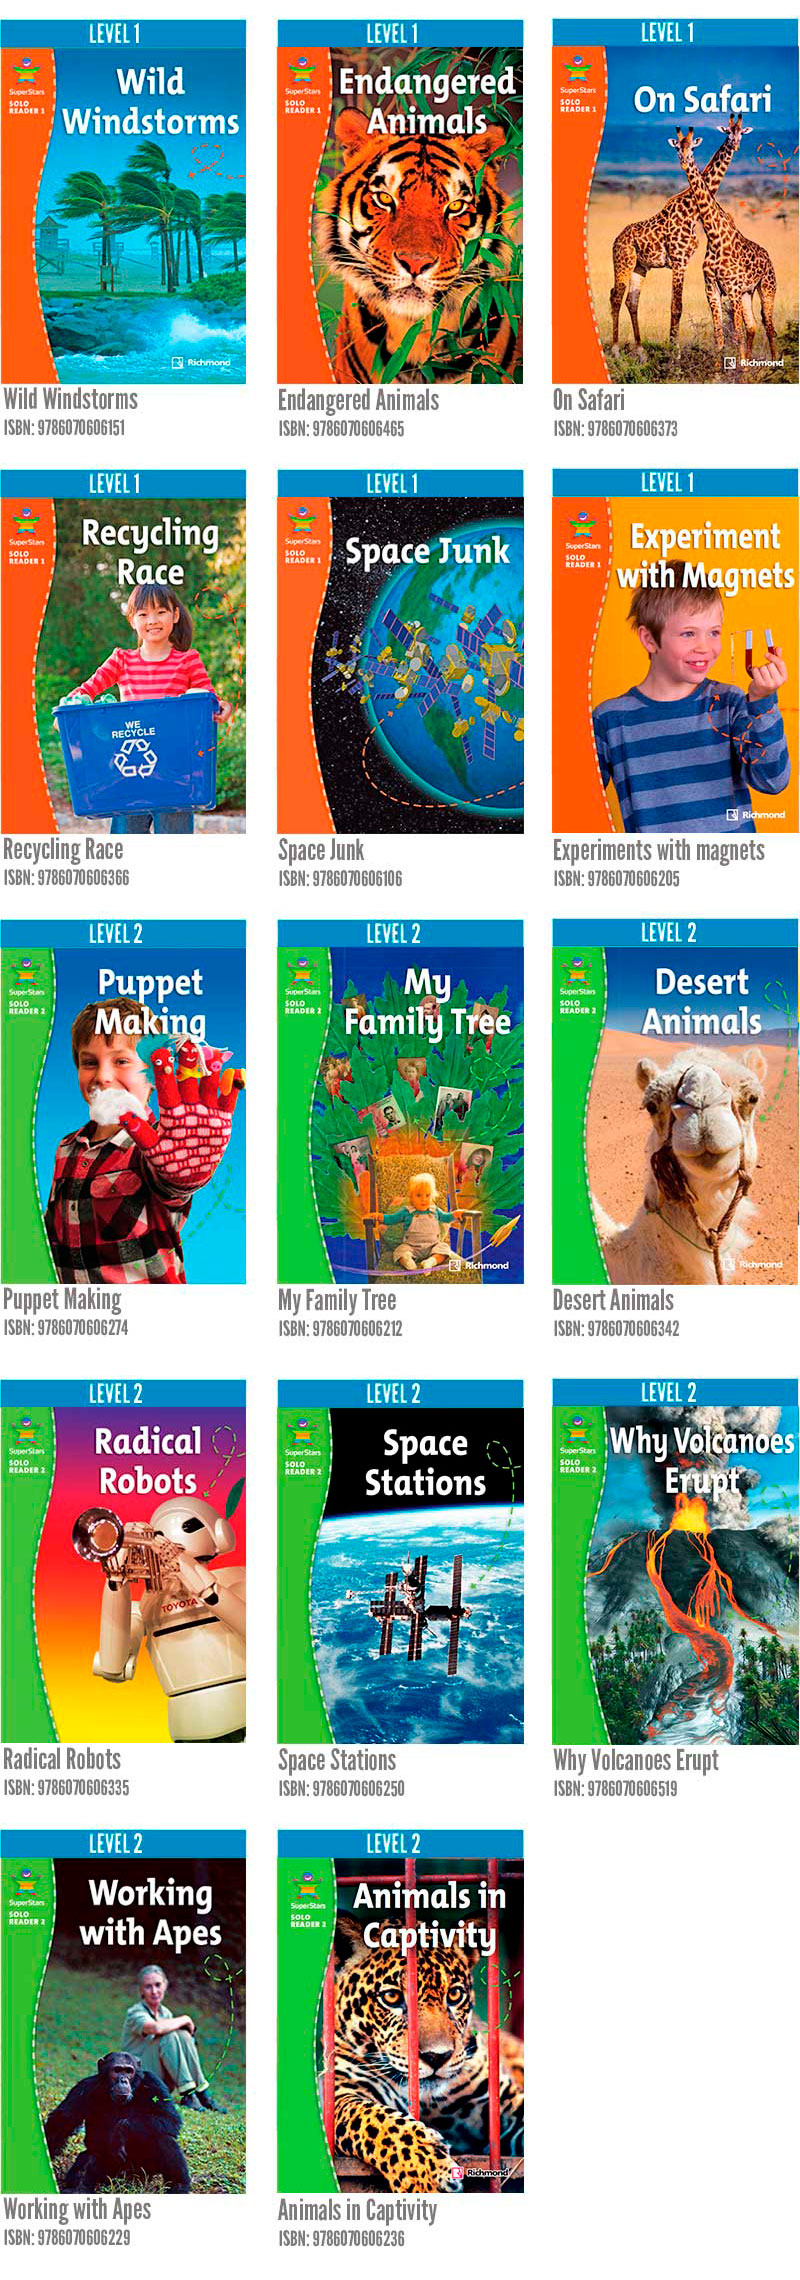 LEVEL 1
SuperStars
SOLO
READER 1
Wild
Windstorms
Richmond
Wild Windstorms
ISBN: 9786070606151
LEVEL 1
SuperStars
SOLO
READER 1
Endangered
Animals
Endangered Animals
ISBN: 9786070606465
LEVEL 1
SuperStars
SOLO
READER 1
On Safari
Richmond
On Safari
ISBN: 9786070606373
LEVEL 1
SuperStars
SOLO
READER 1
Recycling
Race
WE
RECYCLE
Recycling Race
ISBN: 9786070606366
LEVEL 1
SuperStars
SOLO
READER 1
Space Junk
Space Junk
ISBN: 9786070606106
LEVEL 1
SuperStars
SOLO
READER 1
Experiment
with Magnets
Richmond
Experiments with magnets
ISBN: 9786070606205
LEVEL 2
SuperStars
SOLO
READER 2
Puppet
Making
Puppet Making
ISBN: 9786070606274
LEVEL 2
SuperStars
SOLO
READER 2
My
Family Tree
Richmond
My Family Tree
ISBN: 9786070606212
LEVEL 2
SuperStars
SOLO
READER 2
Desert
Animals
Richmond
Desert Animals
ISBN: 9786070606342
LEVEL 2
SuperStars
SOLO
READER 2
Radical
Robots
TOYOTA
Radical Robots
ISBN: 9786070606335
LEVEL 2
SuperStars
SOLO
READER 2
Space
Stations
Space Stations
ISBN: 9786070606250
LEVEL 2
SuperStars
SOLO
READER 2
Why Volcanoes
Erupt
Why Volcanoes Erupt
ISBN: 9786070606519
LEVEL 2
SuperStars
SOLO
READER 2
Working
with Apes
Working with Apes
ISBN: 9786070606229
LEVEL 2
SuperStars
SOLO
READER 2
Animals in
Captivity
Richmond
Animals in Captivity
ISBN: 9786070606236